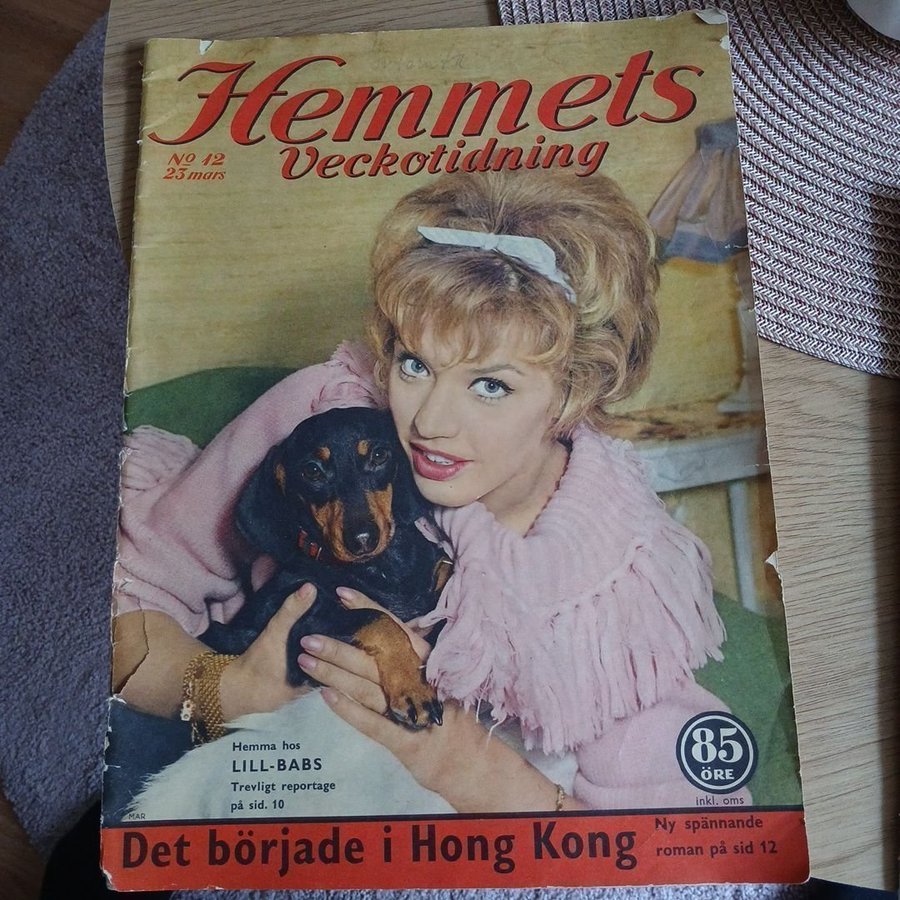 Hemmets
Veckotidning
No 12
23 mars
Hemma hos
LILL-BABS
Trevligt reportage
på sid. 10
85
ÖRE
inkl. oms
MAR
Det började i Hong Kong
Ny spännande
roman på sid 12